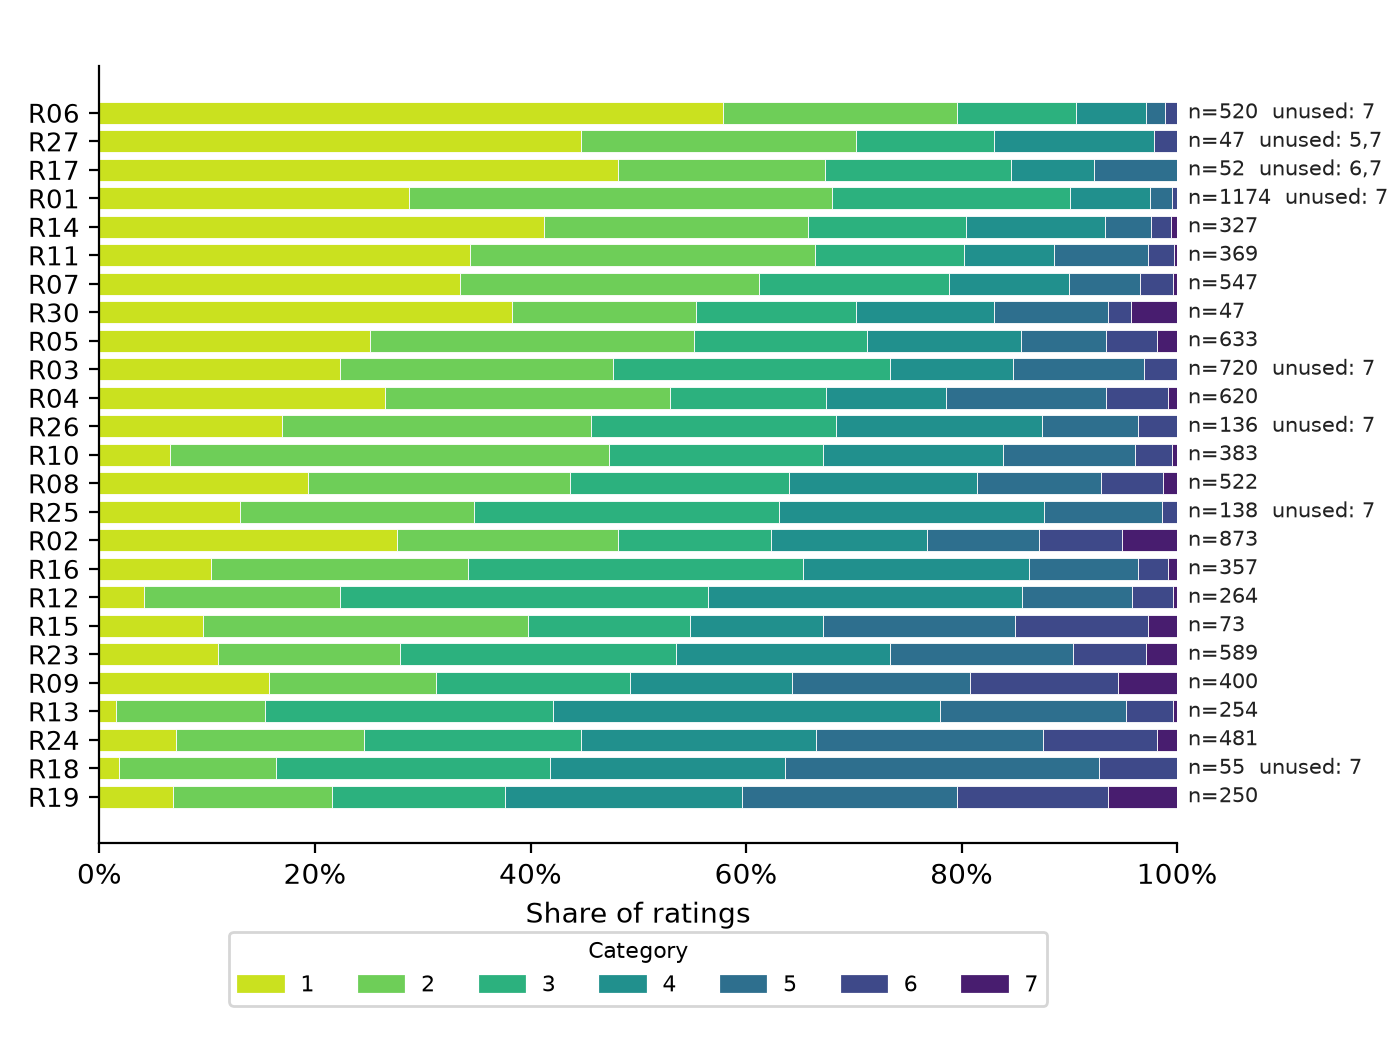 R06 n=520 unused: 7
R27 n=47 unused: 5,7
R17 n=52 unused: 6,7
R01 n=1174 unused: 7
R14 n=327
R11 n=369
R07 n=547
R30 n=47
R05 n=633
R03 n=720 unused: 7
R04 n=620
R26 n=136 unused: 7
R10 n=383
R08 n=522
R25 n=138 unused: 7
R02 n=873
R16 n=357
R12 n=264
R15 n=73
R23 n=589
R09 n=400
R13 n=254
R24 n=481
R18 n=55 unused: 7
R19 n=250
0% 20% 40% 60% 80% 100%
Share of ratings
Category
1 2 3 4 5 6 7